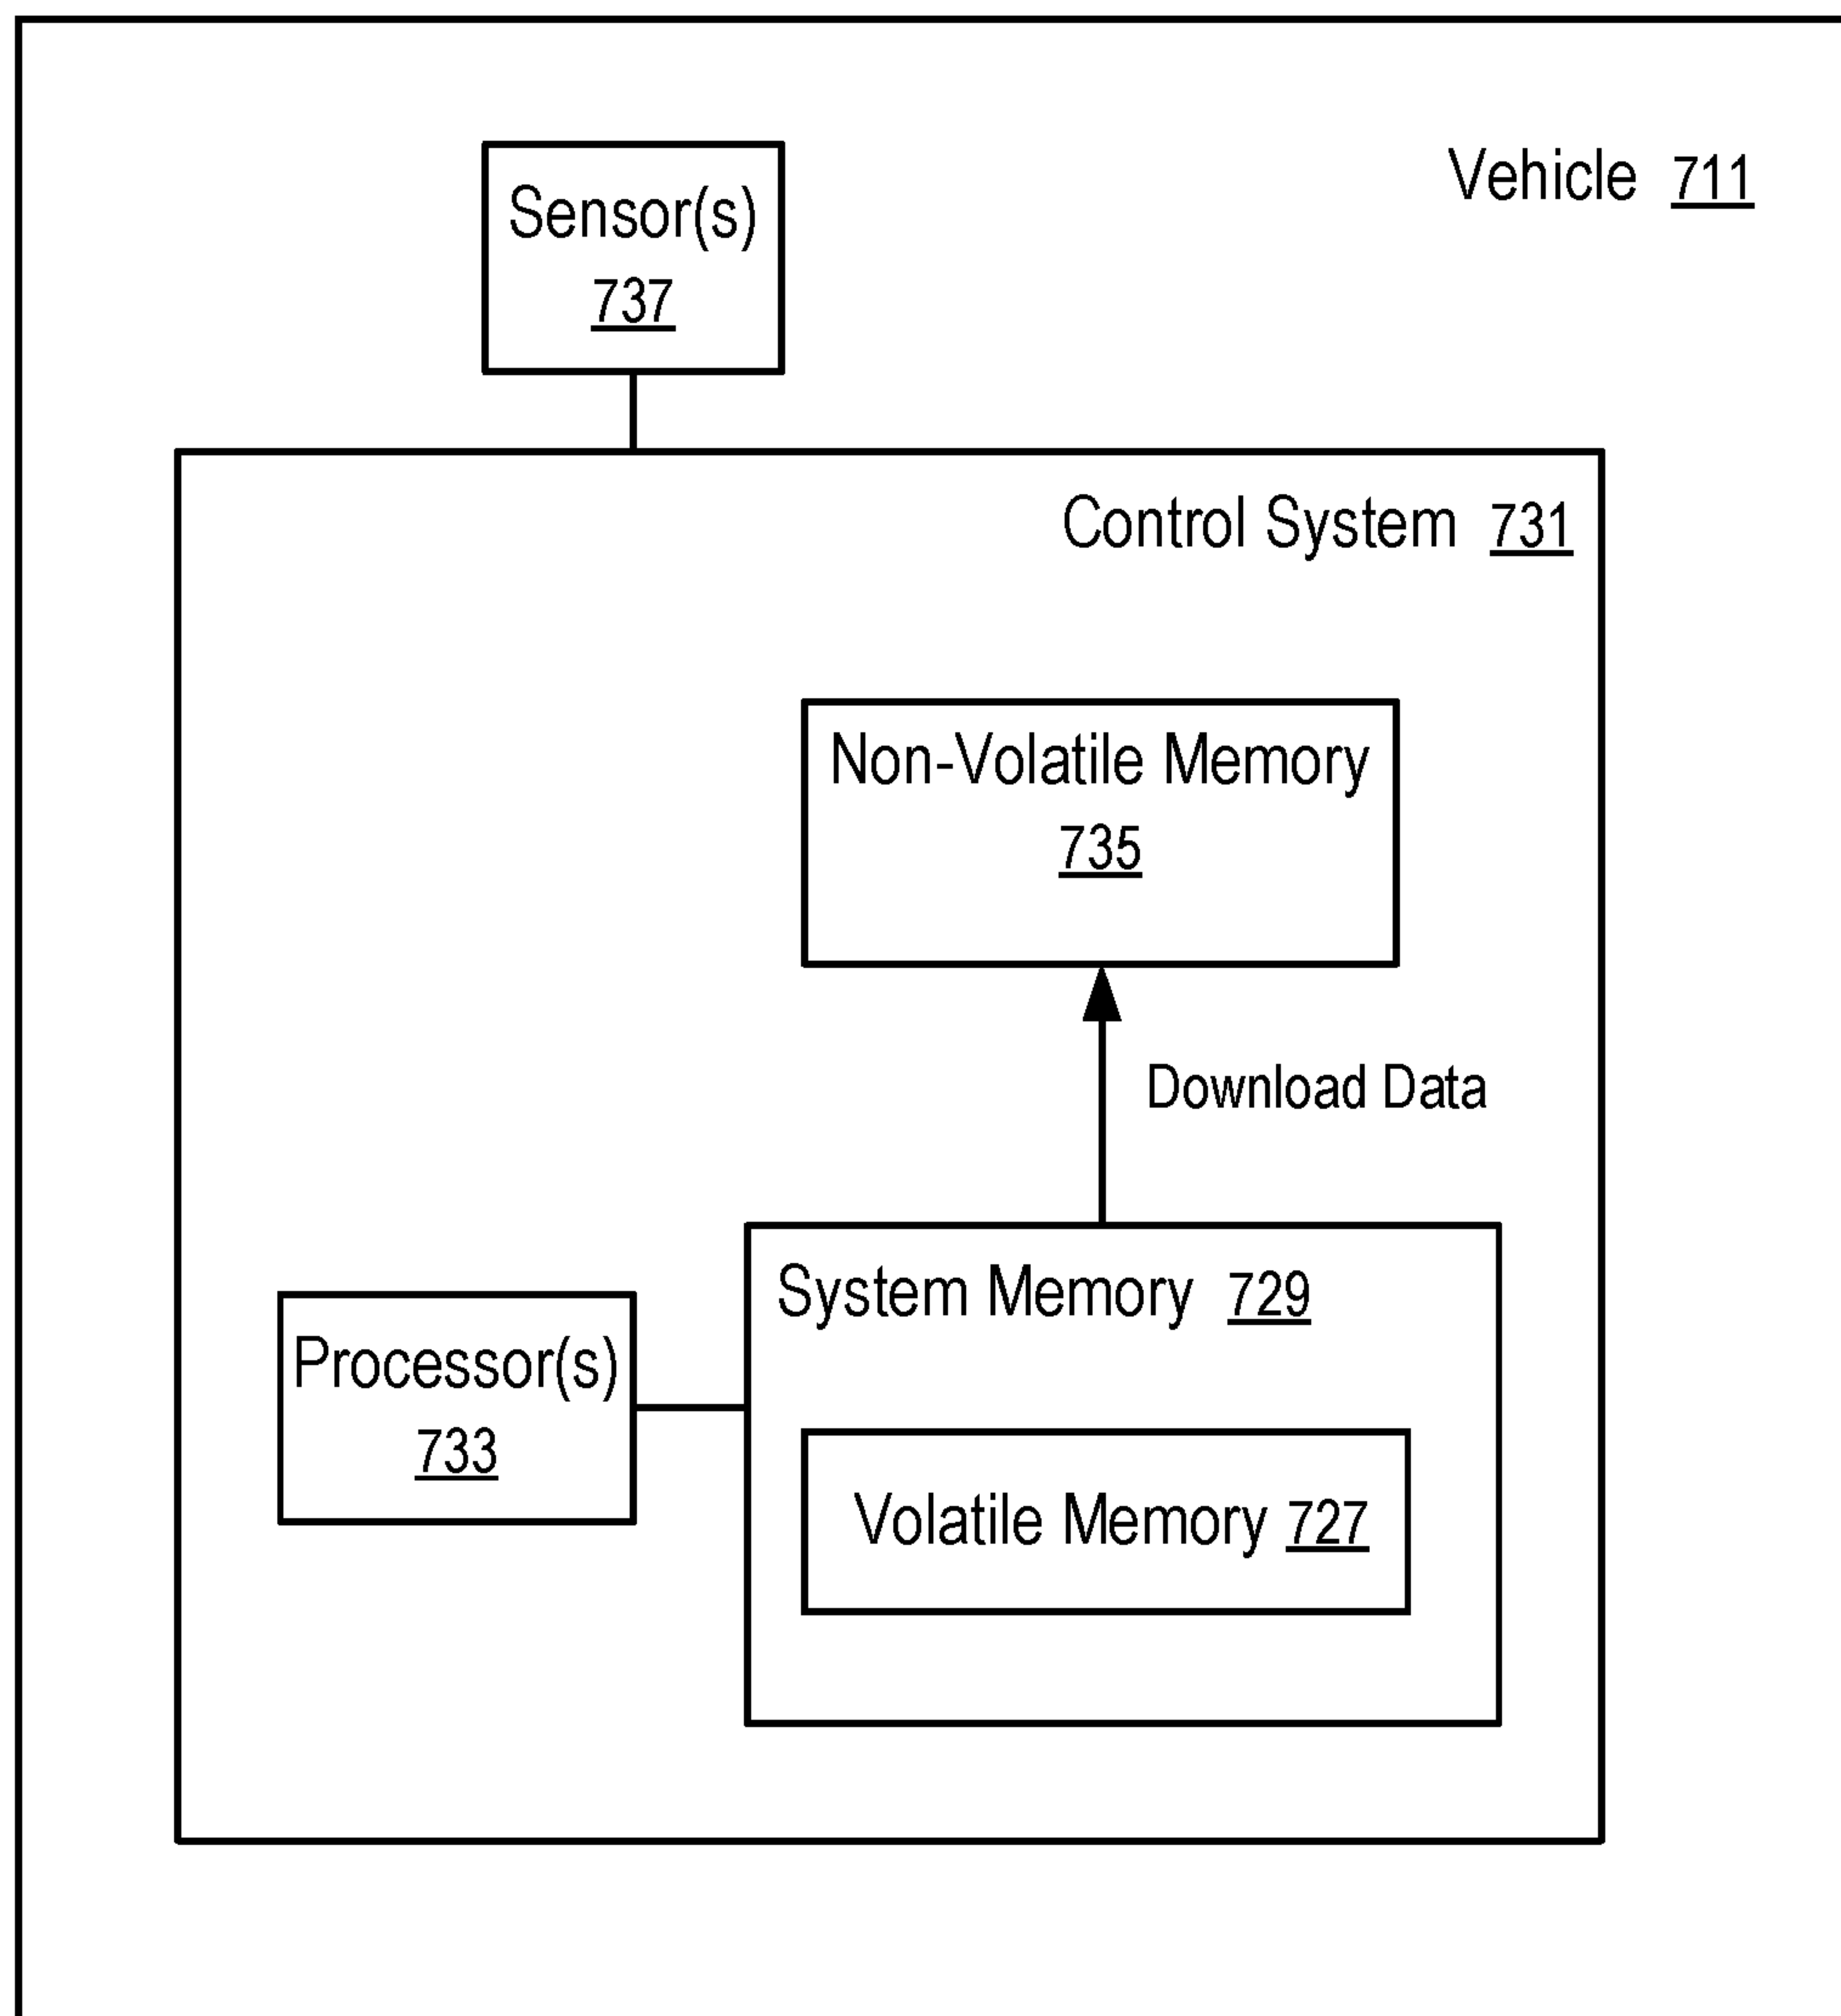 Vehicle 711
Sensor(s)
737
Control System 731
Non-Volatile Memory
735
Download Data
System Memory 729
Processor(s)
733
Volatile Memory 727